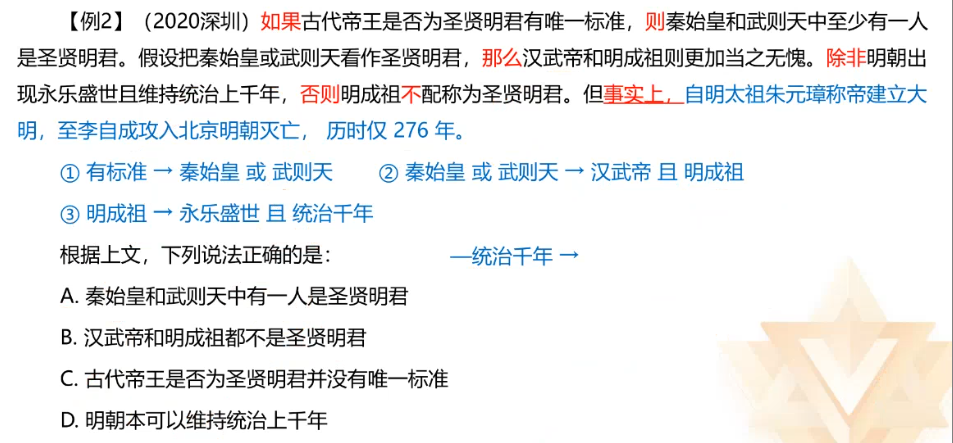 【例2】（2020深圳）如果古代帝王是否为圣贤明君有唯一标准，则秦始皇和武则天中至少有一人
是圣贤明君。假设把秦始皇或武则天看作圣贤明君，那么汉武帝和明成祖则更加当之无愧。除非明朝出
现永乐盛世且维持统治上千年，否则明成祖不配称为圣贤明君。但事实上，自明太祖朱元璋称帝建立大
明，至李自成攻入北京明朝灭亡， 历时仅 276 年。
① 有标准 → 秦始皇 或 武则天 ② 秦始皇 或 武则天 → 汉武帝 且 明成祖
③ 明成祖 → 永乐盛世 且 统治千年
根据上文，下列说法正确的是： —统治千年 →
A. 秦始皇和武则天中有一人是圣贤明君
B. 汉武帝和明成祖都不是圣贤明君
C. 古代帝王是否为圣贤明君并没有唯一标准
D. 明朝本可以维持统治上千年